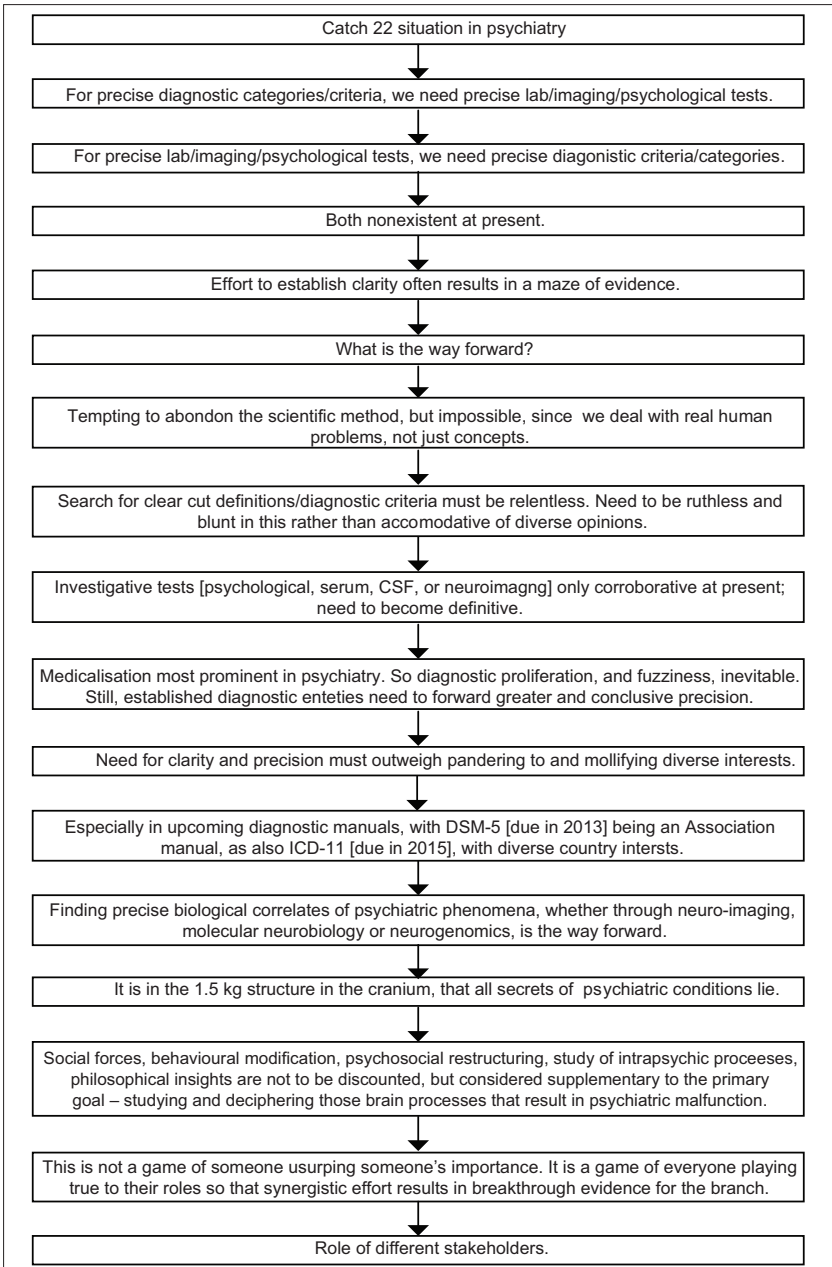 Catch 22 situation in psychiatry
For precise diagnostic categories/criteria, we need precise lab/imaging/psychological tests.
For precise lab/imaging/psychological tests, we need precise diagonistic criteria/categories.
Both nonexistent at present.
Effort to establish clarity often results in a maze of evidence.
What is the way forward?
Tempting to abondon the scientific method, but impossible, since we deal with real human
problems, not just concepts.
Search for clear cut definitions/diagnostic criteria must be relentless. Need to be ruthless and
blunt in this rather than accomodative of diverse opinions.
Investigative tests [psychological, serum, CSF, or neuroimagng] only corroborative at present;
need to become definitive.
Medicalisation most prominent in psychiatry. So diagnostic proliferation, and fuzziness, inevitable.
Still, established diagnostic enteties need to forward greater and conclusive precision.
Need for clarity and precision must outweigh pandering to and mollifying diverse interests.
Especially in upcoming diagnostic manuals, with DSM-5 [due in 2013] being an Association
manual, as also ICD-11 [due in 2015], with diverse country intersts.
Finding precise biological correlates of psychiatric phenomena, whether through neuro-imaging,
molecular neurobiology or neurogenomics, is the way forward.
It is in the 1.5 kg structure in the cranium, that all secrets of psychiatric conditions lie.
Social forces, behavioural modification, psychosocial restructuring, study of intrapsychic proceeses,
philosophical insights are not to be discounted, but considered supplementary to the primary
goal – studying and deciphering those brain processes that result in psychiatric malfunction.
This is not a game of someone usurping someone's importance. It is a game of everyone playing
true to their roles so that synergistic effort results in breakthrough evidence for the branch.
Role of different stakeholders.